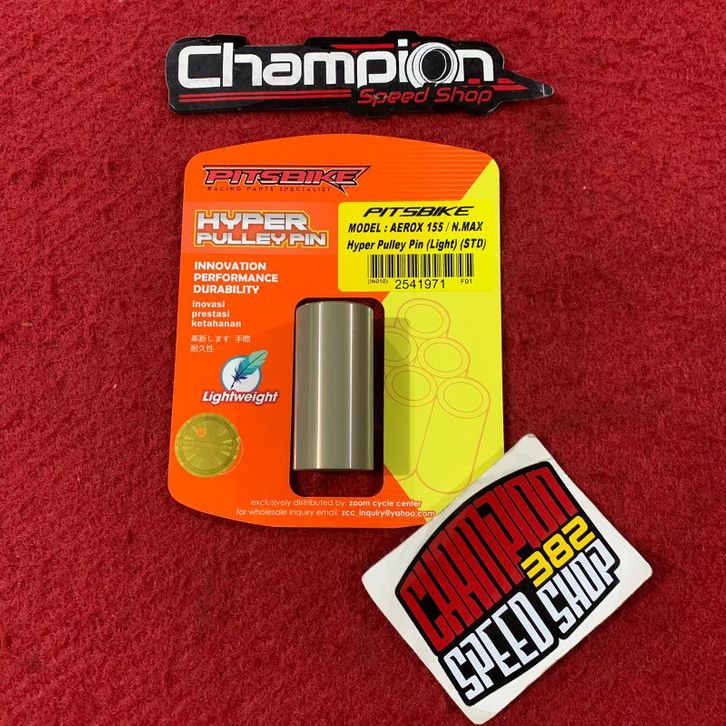 Champion
Speed Shop
PITSBIKE
RACING PARTS SPECIALIST
HYPER
PULLEY PIN
INNOVATION
PERFORMANCE
DURABILITY
inovasi
prestasi
ketahanan
革新します 手際
耐久性
Lightweight
PITSBIKE
MODEL : AEROX 155 / N.MAX
Hyper Pulley Pin (Light) (STD)
(IN010) 2541971 F01
exclusively distributed by. zoom cycle center
for wholesale inquiry email. zcc_inquiry@yahoo.com
CHAMPION
382
SPEED SHOP